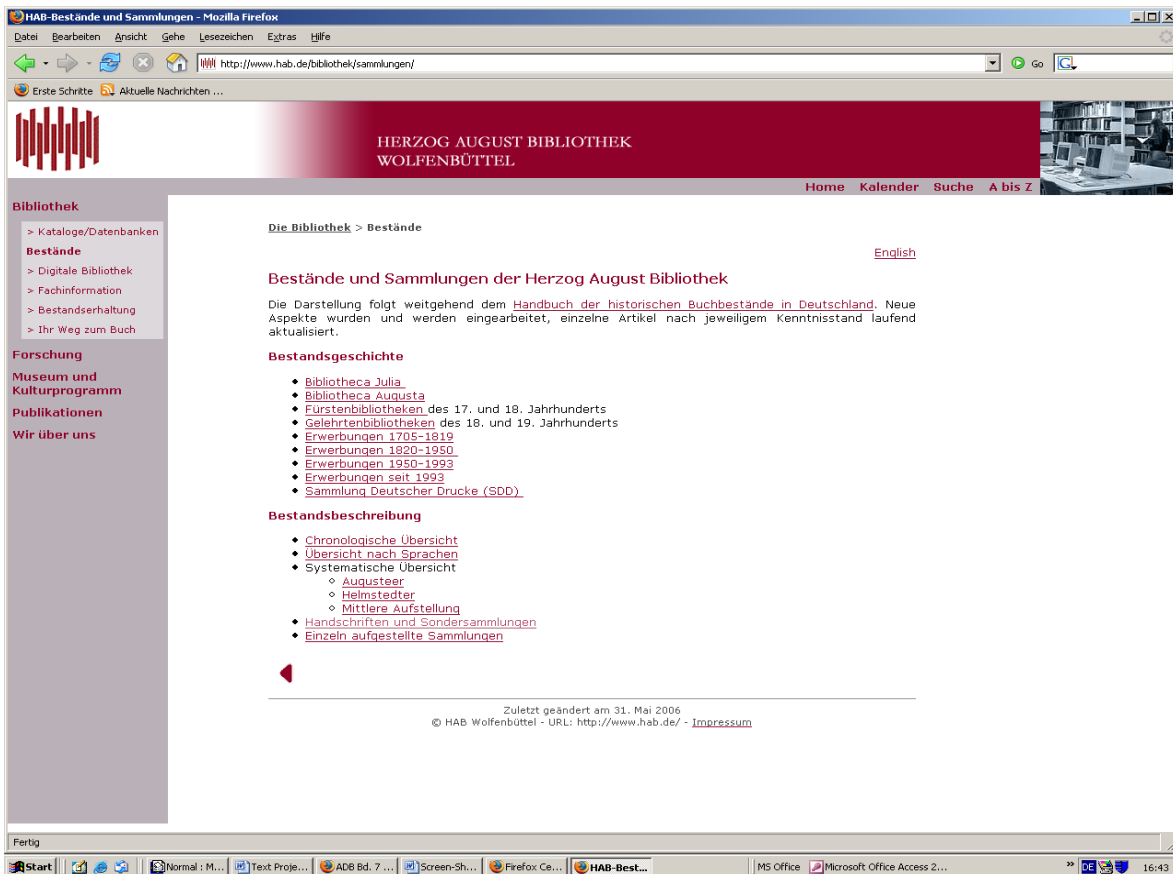 HAB-Bestände und Sammlungen - Mozilla Firefox
Datei Bearbeiten Ansicht Gehe Lesezeichen Extras Hilfe
http://www.hab.de/bibliothek/sammlungen/
Go
Erste Schritte Aktuelle Nachrichten ...
HERZOG AUGUST BIBLIOTHEK
WOLFENBÜTTEL
Home Kalender Suche A bis Z
Bibliothek
> Kataloge/Datenbanken
Bestände
> Digitale Bibliothek
> Fachinformation
> Bestandserhaltung
> Ihr Weg zum Buch
Forschung
Museum und
Kulturprogramm
Publikationen
Wir über uns
Die Bibliothek > Bestände
English
Bestände und Sammlungen der Herzog August Bibliothek
Die Darstellung folgt weitgehend dem Handbuch der historischen Buchbestände in Deutschland. Neue
Aspekte wurden und werden eingearbeitet, einzelne Artikel nach jeweiligem Kenntnisstand laufend
aktualisiert.
Bestandsgeschichte
Bibliotheca Julia
Bibliotheca Augusta
Fürstenbibliotheken des 17. und 18. Jahrhunderts
Gelehrtenbibliotheken des 18. und 19. Jahrhunderts
Erwerbungen 1705-1819
Erwerbungen 1820-1950
Erwerbungen 1950-1993
Erwerbungen seit 1993
Sammlung Deutscher Drucke (SDD)
Bestandsbeschreibung
Chronologische Übersicht
Übersicht nach Sprachen
Systematische Übersicht
Augusteer
Helmstedter
Mittlere Aufstellung
Handschriften und Sondersammlungen
Einzeln aufgestellte Sammlungen
Zuletzt geändert am 31. Mai 2006
© HAB Wolfenbüttel - URL: http://www.hab.de/ - Impressum
Fertig
Start Normal : M... Text Proje... ADB Bd. 7 ... Screen-Sh... Firefox Ce... HAB-Best... MS Office Microsoft Office Access 2... » DE 16:43